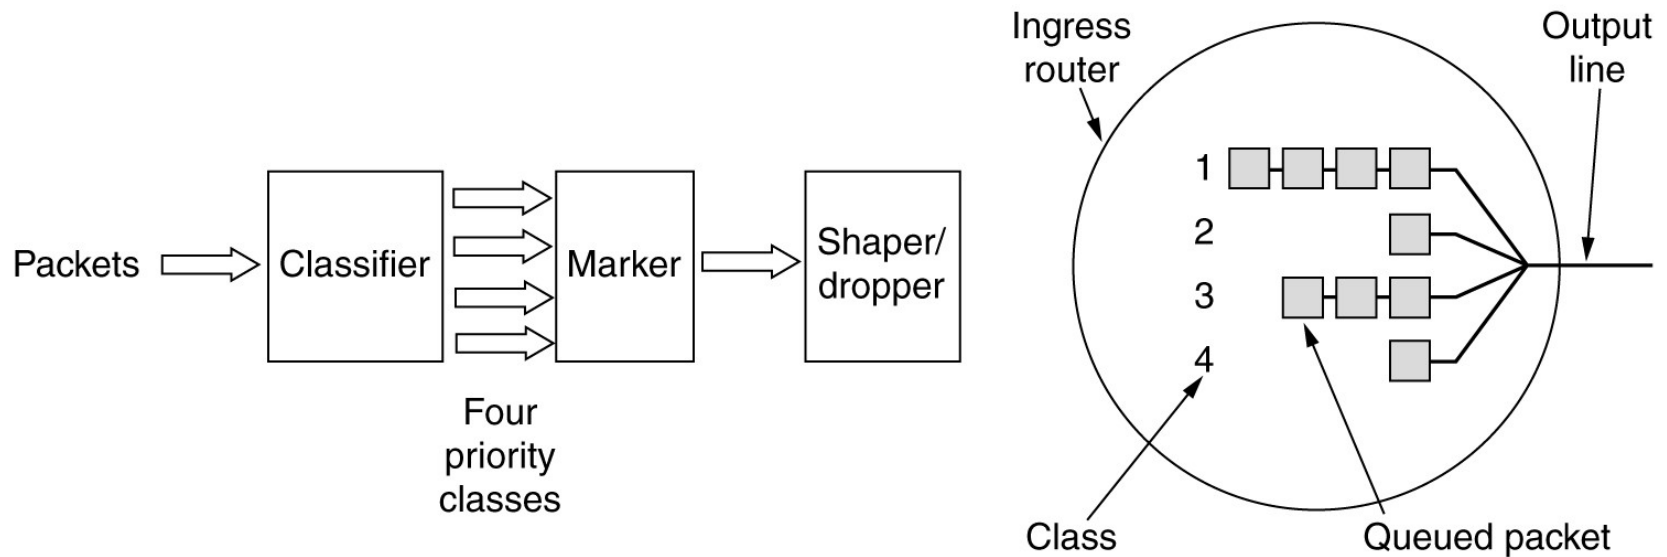 Packets
Classifier
Four
priority
classes
Marker
Shaper/
dropper
Ingress
router
Output
line
1
2
3
4
Class
Queued packet